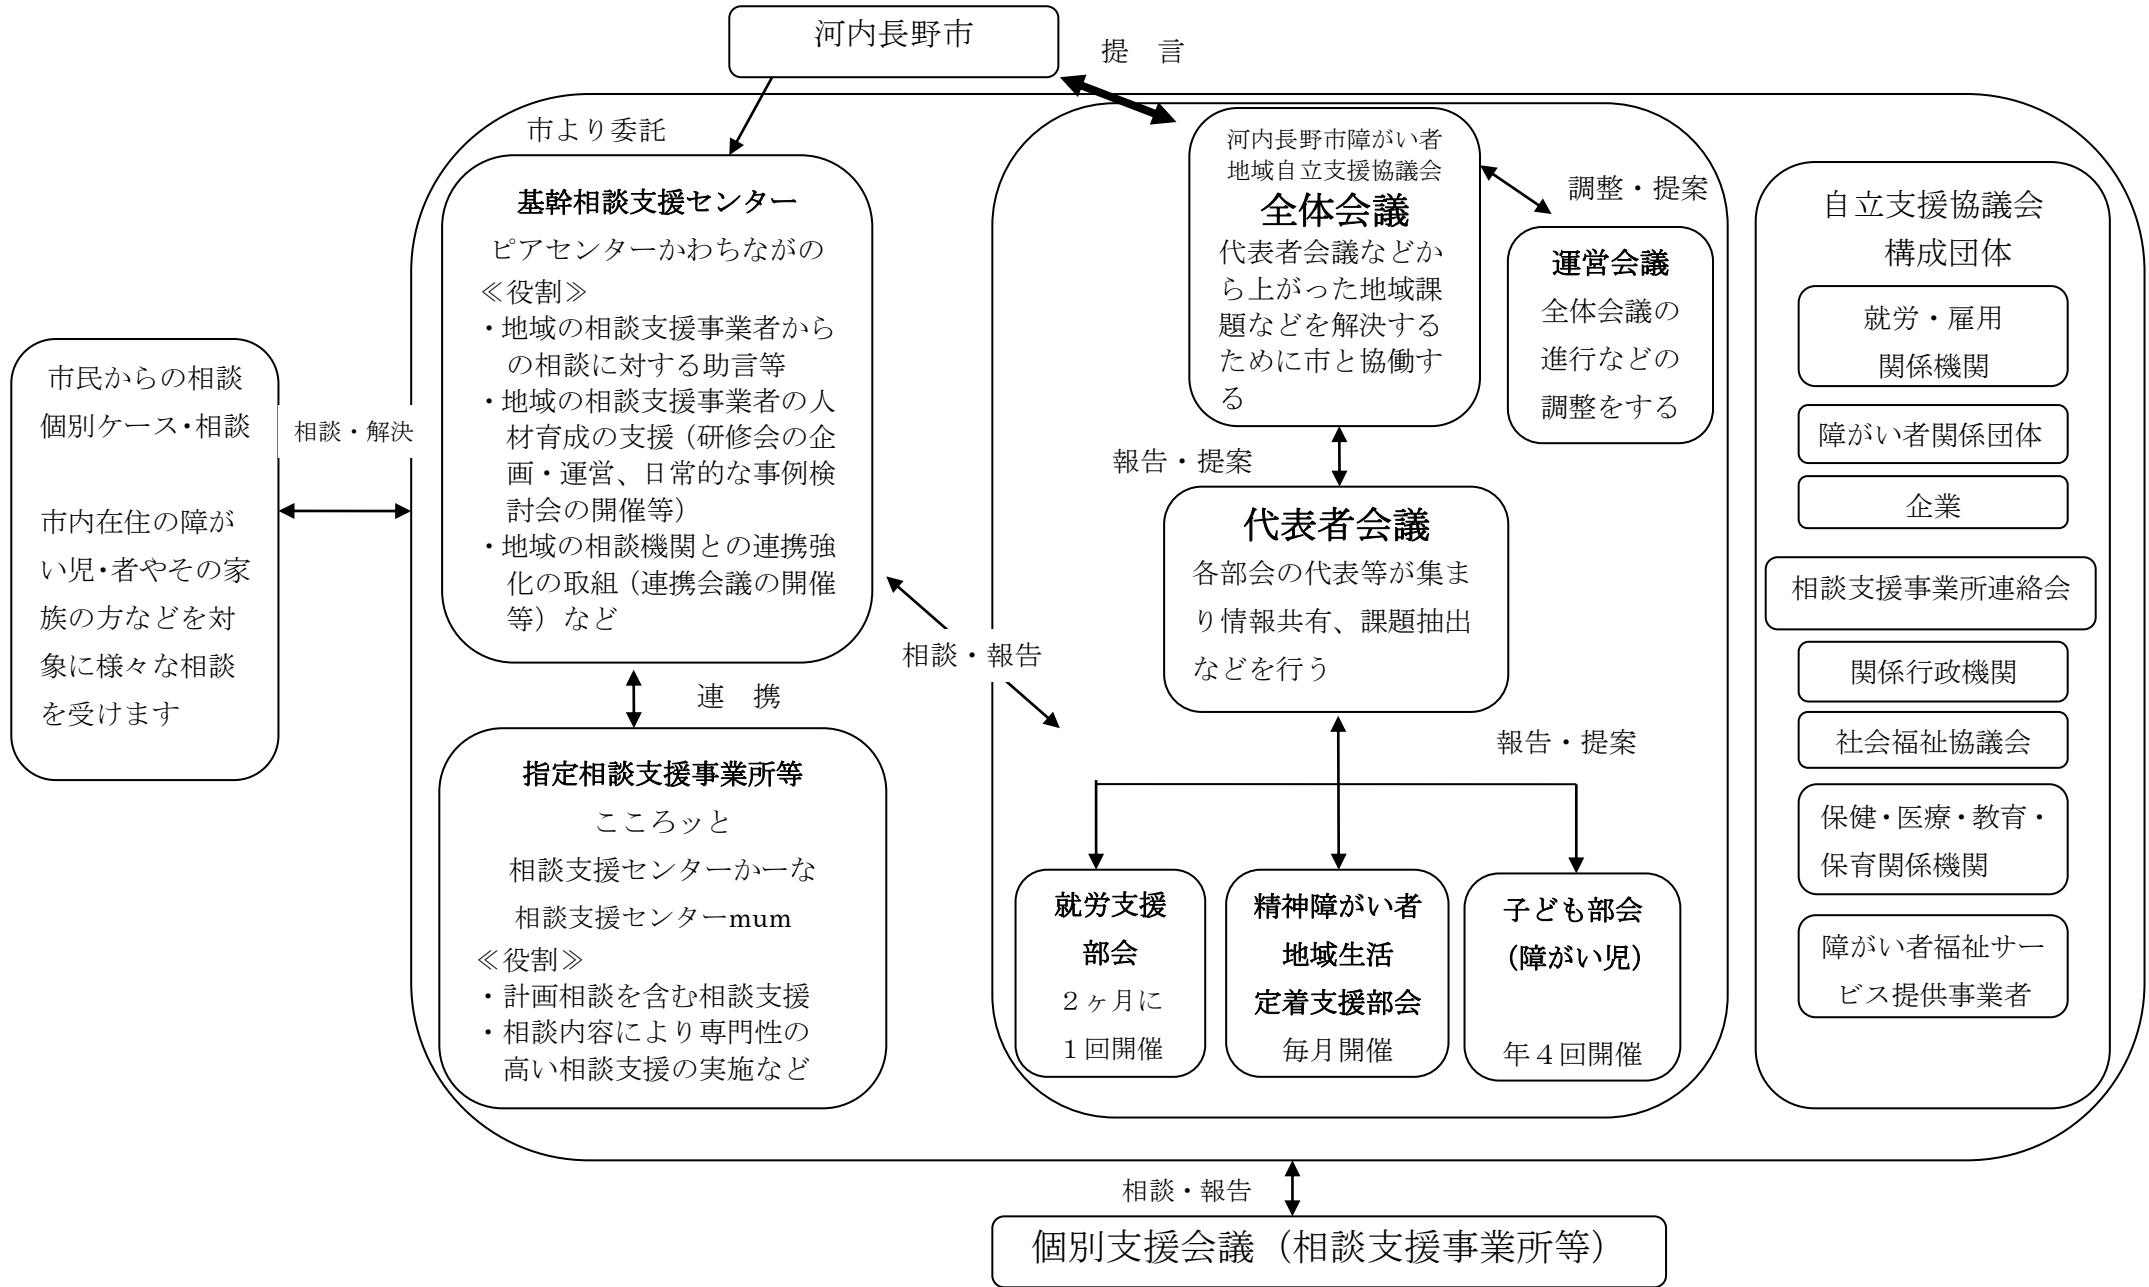 河内長野市
提　言
市より委託
基幹相談支援センター
ピアセンターかわちながの
≪役割≫
・地域の相談支援事業者から
の相談に対する助言等
・地域の相談支援事業者の人
材育成の支援（研修会の企
画・運営、日常的な事例検
討会の開催等）
・地域の相談機関との連携強
化の取組（連携会議の開催
等）など
市民からの相談
個別ケース・相談
市内在住の障が
い児・者やその家
族の方などを対
象に様々な相談
を受けます
相談・解決
連　携
指定相談支援事業所等
こころッと
相談支援センターかーな
相談支援センターmum
≪役割≫
・計画相談を含む相談支援
・相談内容により専門性の
高い相談支援の実施など
相談・報告
河内長野市障がい者
地域自立支援協議会
全体会議
代表者会議などか
ら上がった地域課
題などを解決する
ために市と協働す
る
調整・提案
運営会議
全体会議の
進行などの
調整をする
報告・提案
代表者会議
各部会の代表等が集ま
り情報共有、課題抽出
などを行う
報告・提案
就労支援
部会
２ヶ月に
１回開催
精神障がい者
地域生活
定着支援部会
毎月開催
子ども部会
（障がい児）
年４回開催
自立支援協議会
構成団体
就労・雇用
関係機関
障がい者関係団体
企業
相談支援事業所連絡会
関係行政機関
社会福祉協議会
保健・医療・教育・
保育関係機関
障がい者福祉サー
ビス提供事業者
相談・報告
個別支援会議（相談支援事業所等）